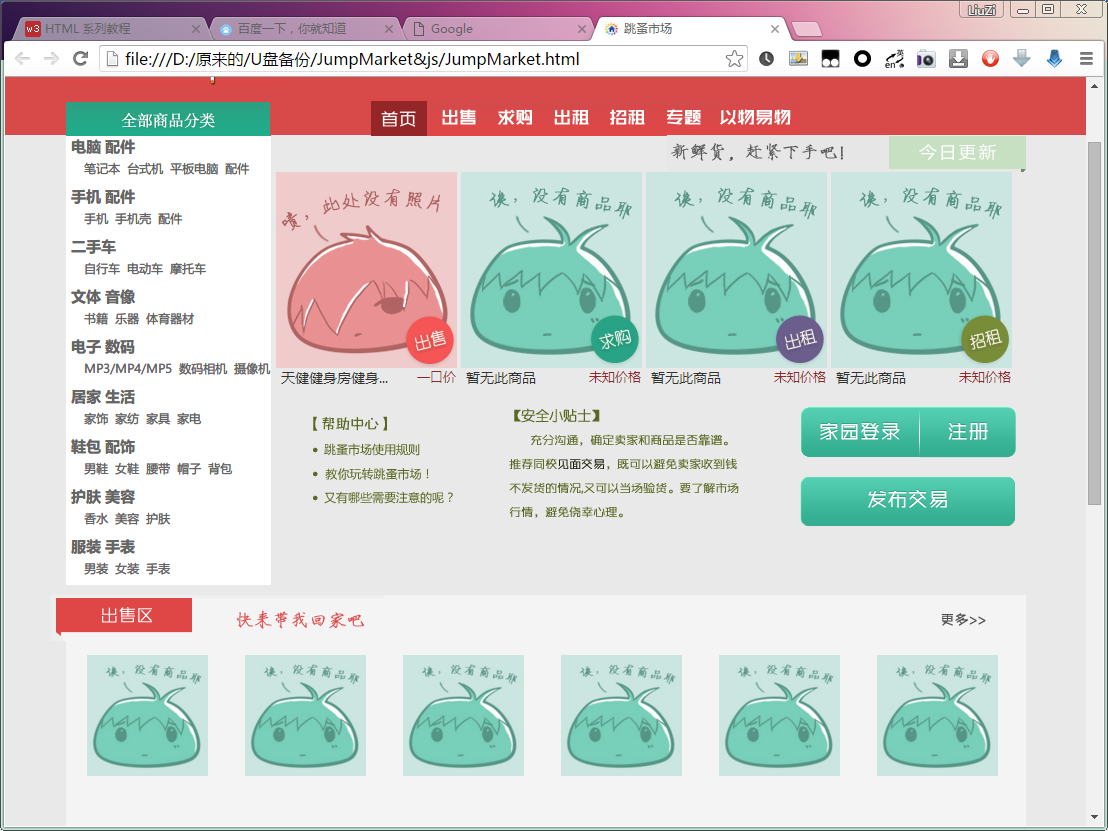 LiuZi
HTML 系列教程
百度一下，你就知道
Google
跳蚤市场
file:///D:/原来的/U盘备份/JumpMarket&js/JumpMarket.html
英
en
全部商品分类
首页 出售 求购 出租 招租 专题 以物易物
新鲜货，赶紧下手吧！
今日更新
电脑 配件
笔记本 台式机 平板电脑 配件
手机 配件
手机 手机壳 配件
二手车
自行车 电动车 摩托车
文体 音像
书籍 乐器 体育器材
电子 数码
MP3/MP4/MP5 数码相机 摄像机
居家 生活
家饰 家纺 家具 家电
鞋包 配饰
男鞋 女鞋 腰带 帽子 背包
护肤 美容
香水 美容 护肤
服装 手表
男装 女装 手表
啧，此处没有照片
出售
天健健身房健身... 一口价
诶，没有商品耶
求购
暂无此商品 未知价格
诶，没有商品耶
出租
暂无此商品 未知价格
诶，没有商品耶
招租
暂无此商品 未知价格
【 帮助中心 】
• 跳蚤市场使用规则
• 教你玩转跳蚤市场！
• 又有哪些需要注意的呢？
【安全小贴士】
充分沟通，确定卖家和商品是否靠谱。
推荐同校见面交易，既可以避免卖家收到钱
不发货的情况,又可以当场验货。要了解市场
行情，避免侥幸心理。
家园登录 注册
发布交易
出售区
快来带我回家吧
更多>>
诶，没有商品耶
诶，没有商品耶
诶，没有商品耶
诶，没有商品耶
诶，没有商品耶
诶，没有商品耶